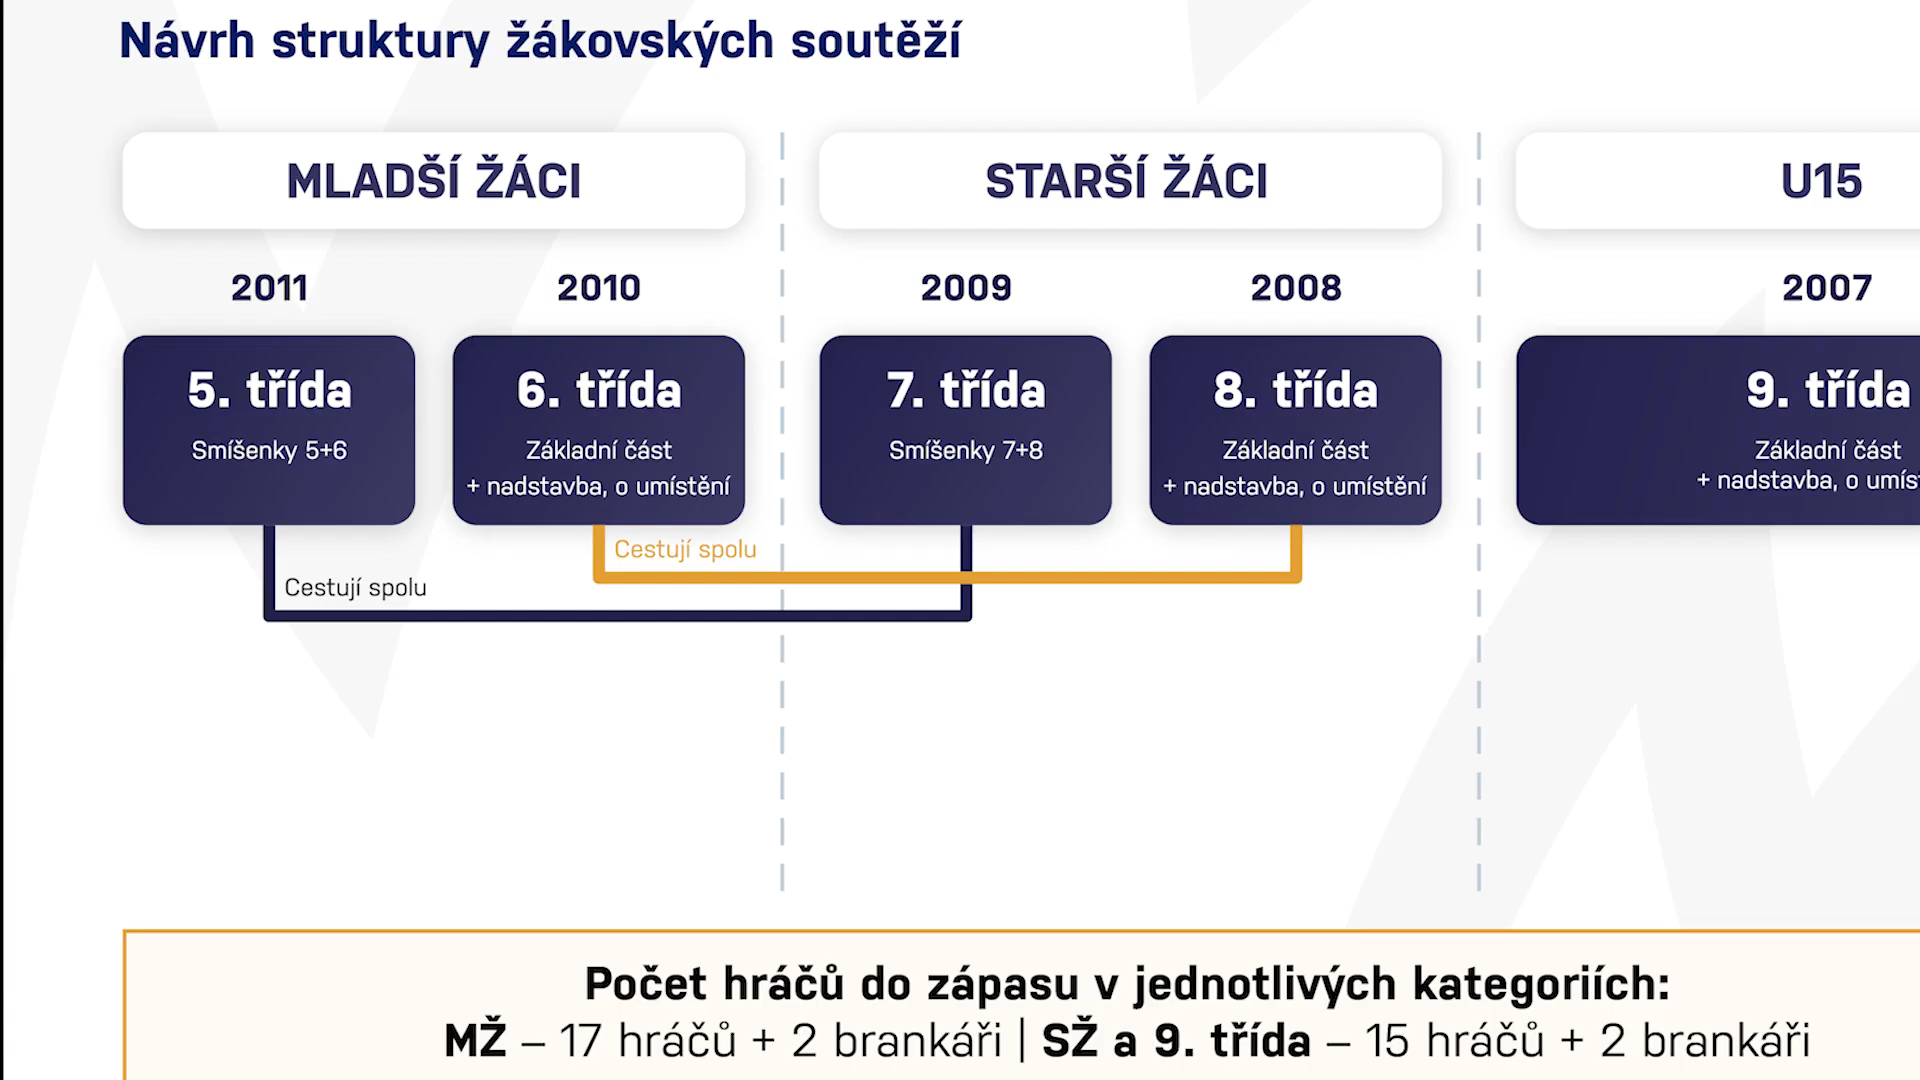 Návrh struktury žákovských soutěží
MLADŠÍ ŽÁCI
STARŠÍ ŽÁCI
U15
2011
2010
2009
2008
2007
5. třída
Smíšenky 5+6
6. třída
Základní část
+ nadstavba, o umístění
7. třída
Smíšenky 7+8
8. třída
Základní část
+ nadstavba, o umístění
9. třída
Základní část
+ nadstavba, o
Cestují spolu
Cestují spolu
Počet hráčů do zápasu v jednotlivých kategoriích:
MŽ – 17 hráčů + 2 brankáři | SŽ a 9. třída – 15 hráčů + 2 brankáři